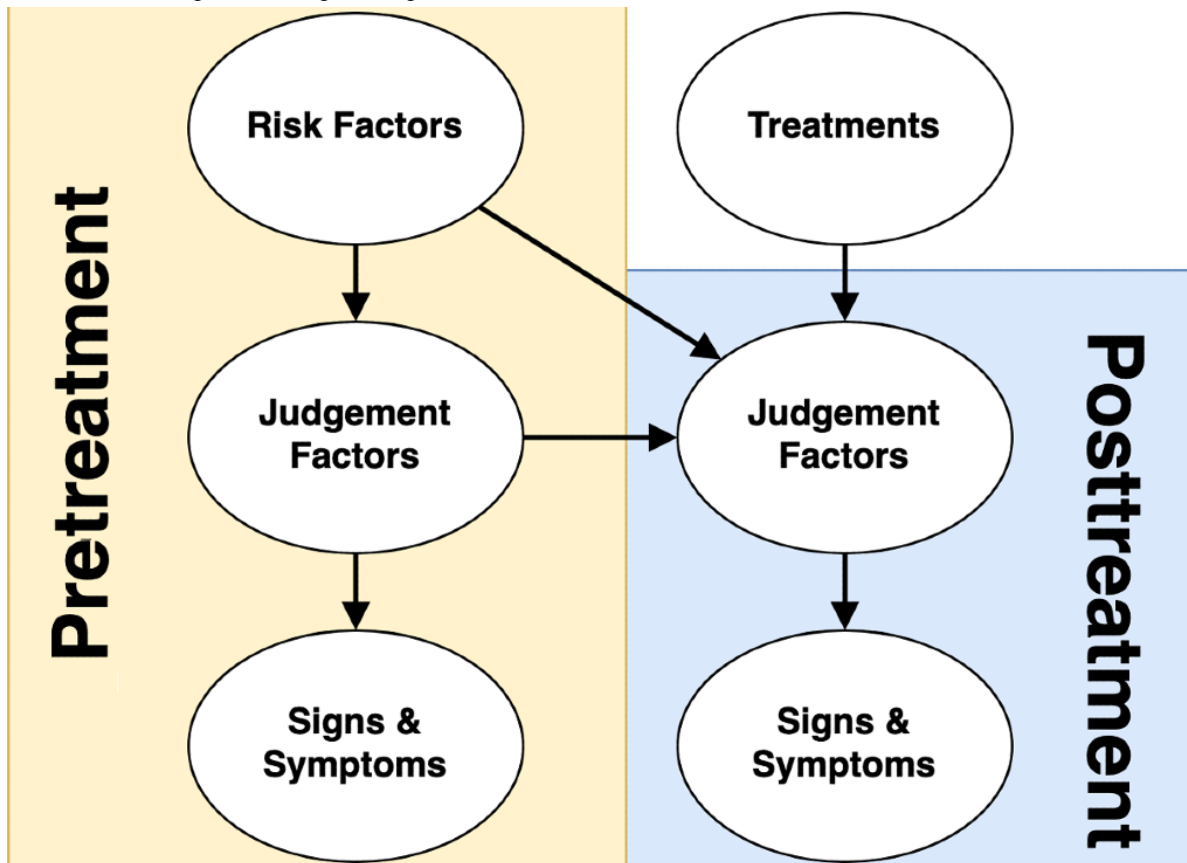 Pretreatment
Risk Factors
Treatments
Judgement
Factors
Judgement
Factors
Signs &
Symptoms
Signs &
Symptoms
Posttreatment